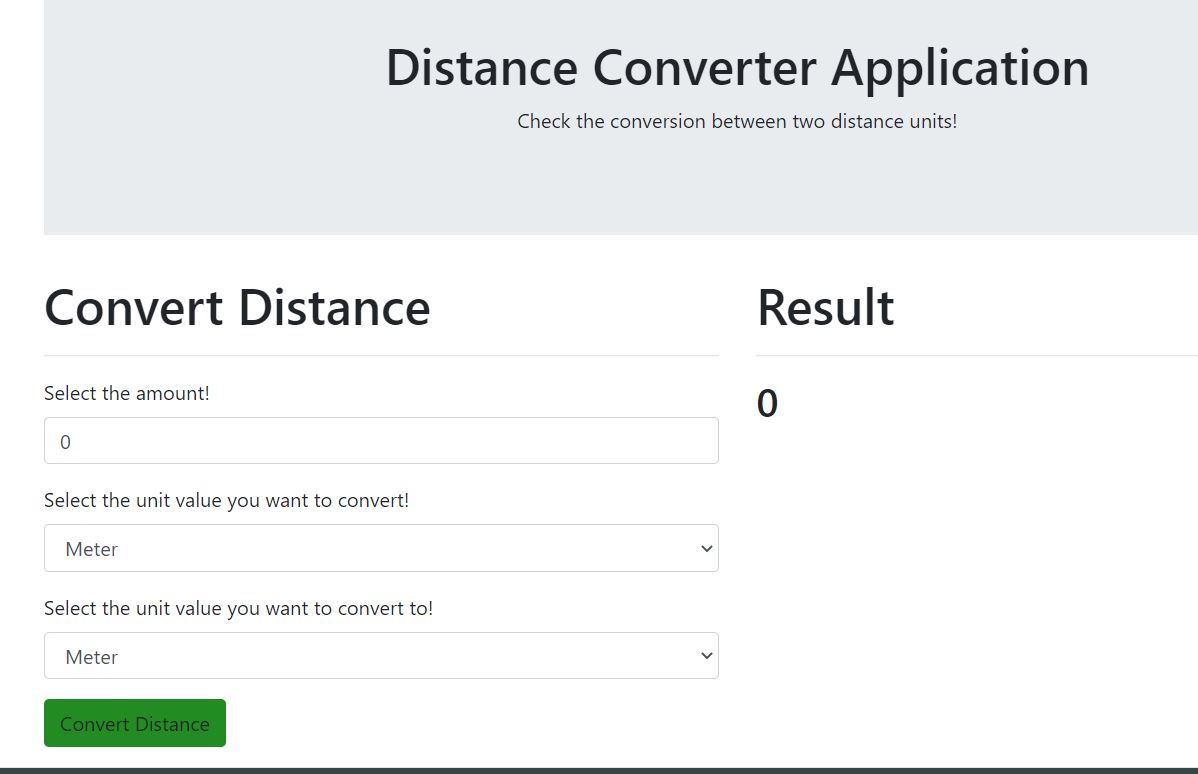 Distance Converter Application
Check the conversion between two distance units!
Convert Distance
Select the amount!
0
Select the unit value you want to convert!
Meter
Select the unit value you want to convert to!
Meter
Convert Distance
Result
0